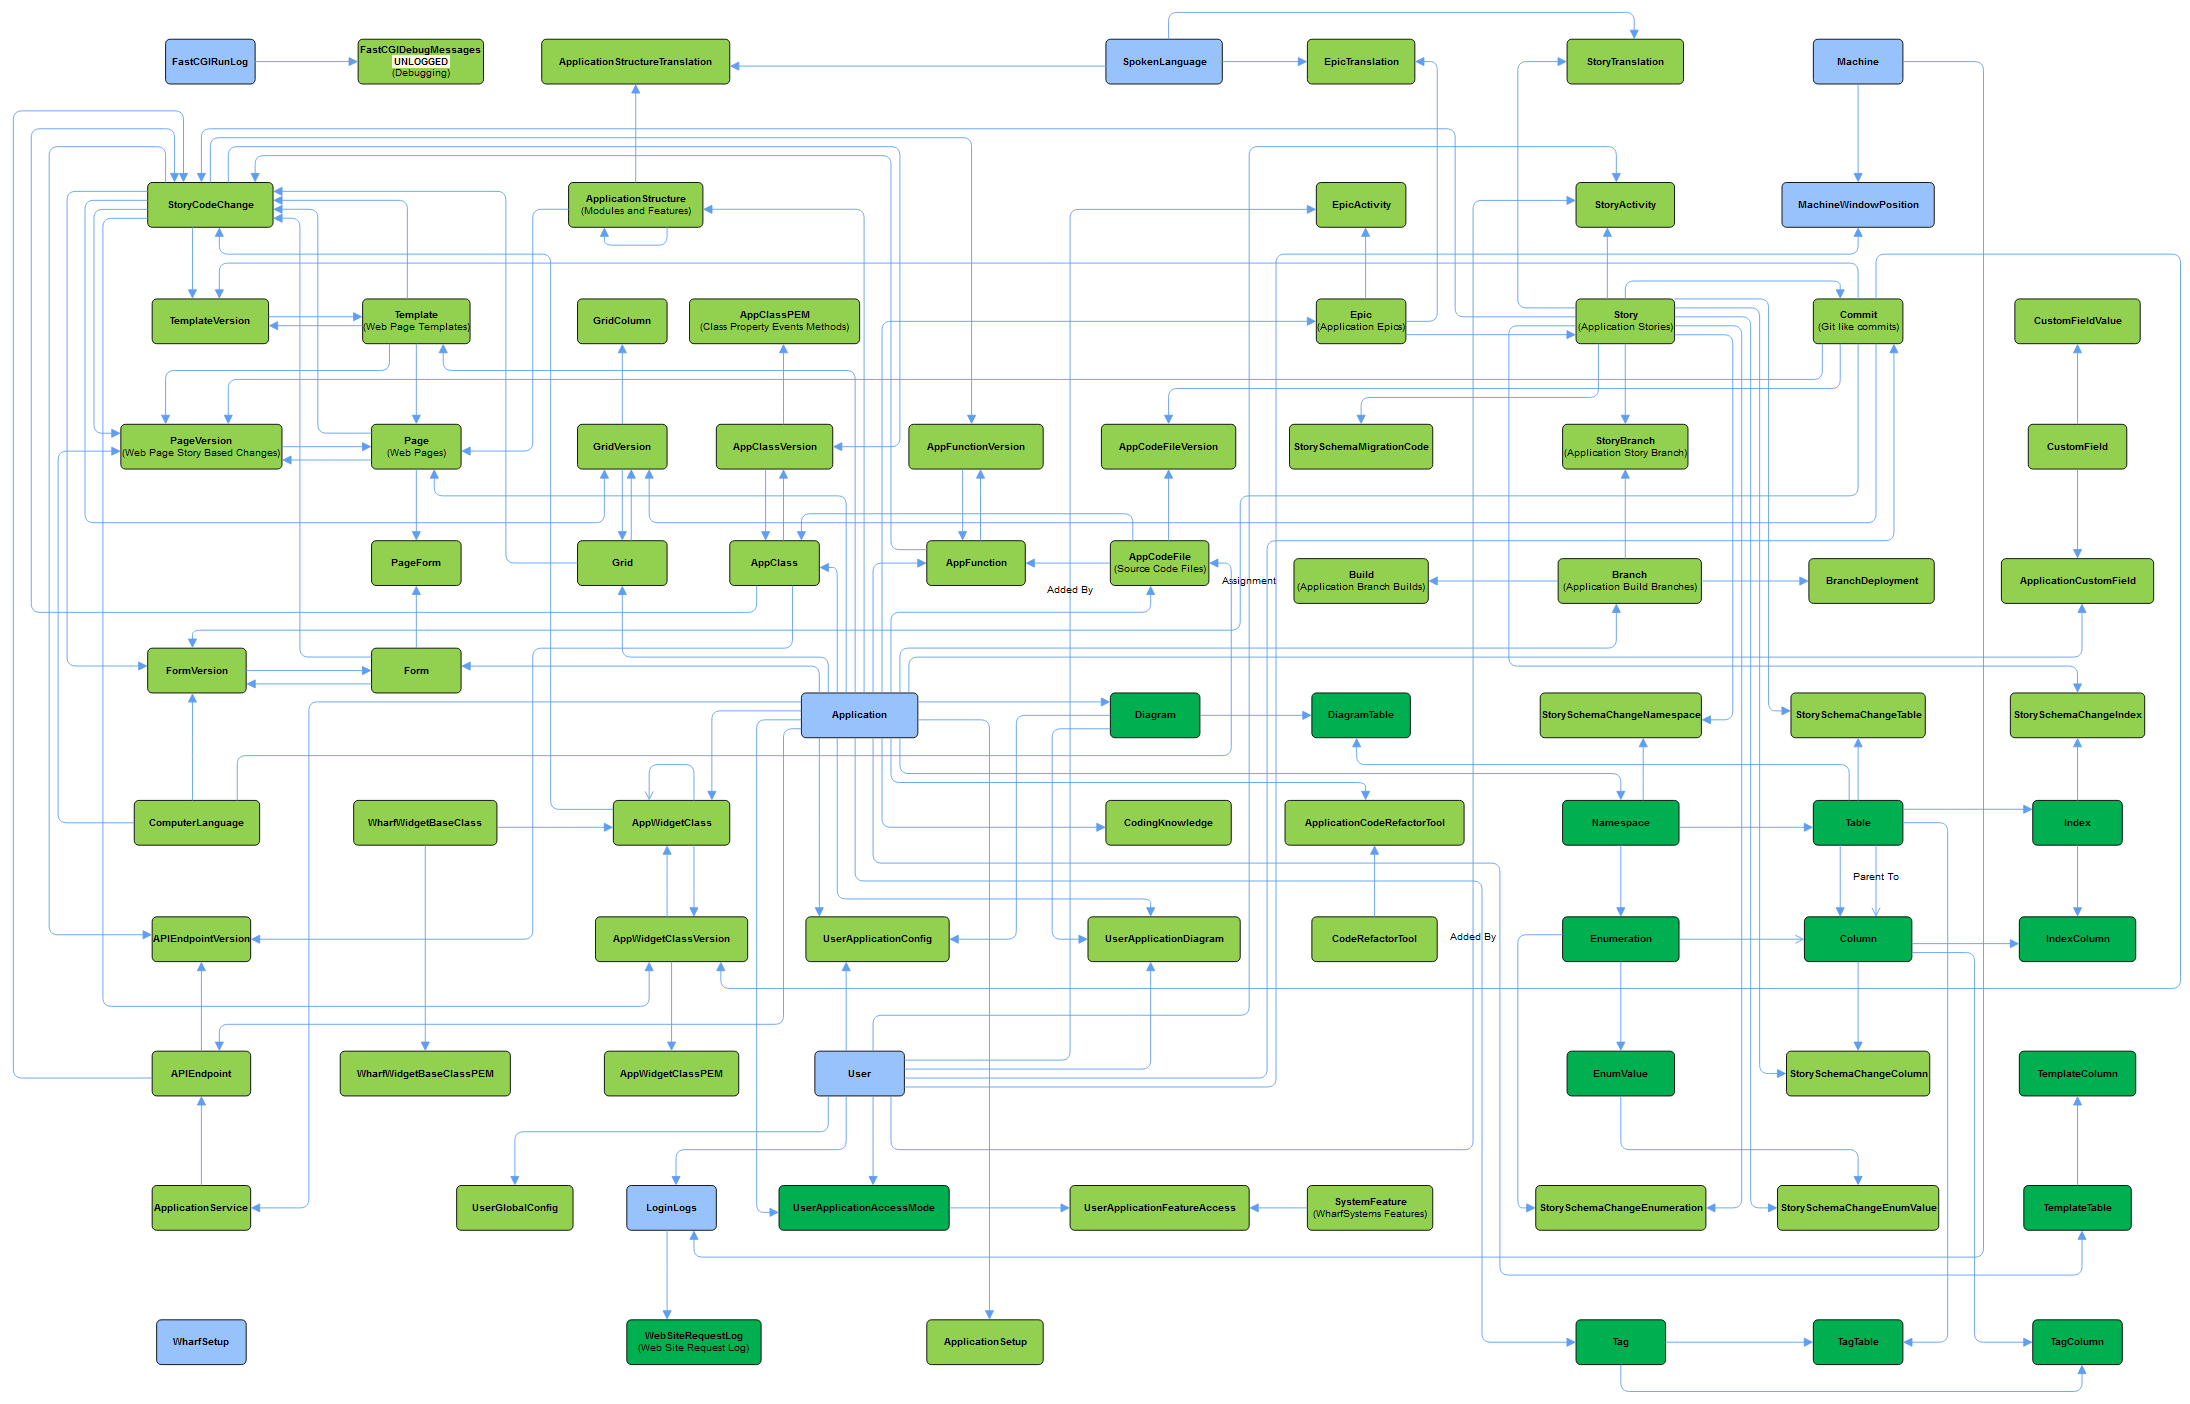 FastCGIRunLog
FastCGIDebugMessages
UNLOGGED
(Debugging)
ApplicationStructureTranslation
SpokenLanguage
EpicTranslation
StoryTranslation
Machine
StoryCodeChange
ApplicationStructure
(Modules and Features)
EpicActivity
StoryActivity
MachineWindowPosition
TemplateVersion
Template
(Web Page Templates)
GridColumn
AppClassPEM
(Class Property Events Methods)
Epic
(Application Epics)
Story
(Application Stories)
Commit
(Git like commits)
CustomFieldValue
PageVersion
(Web Page Story Based Changes)
Page
(Web Pages)
GridVersion
AppClassVersion
AppFunctionVersion
AppCodeFileVersion
StorySchemaMigrationCode
StoryBranch
(Application Story Branch)
CustomField
PageForm
Grid
AppClass
AppFunction
AppCodeFile
(Source Code Files)
Assignment
Added By
Build
(Application Branch Builds)
Branch
(Application Build Branches)
BranchDeployment
ApplicationCustomField
FormVersion
Form
Application
Diagram
DiagramTable
StorySchemaChangeNamespace
StorySchemaChangeTable
StorySchemaChangeIndex
ComputerLanguage
WharfWidgetBaseClass
AppWidgetClass
CodingKnowledge
ApplicationCodeRefactorTool
Namespace
Table
Index
Parent To
APIEndpointVersion
AppWidgetClassVersion
UserApplicationConfig
UserApplicationDiagram
CodeRefactorTool
Added By
Enumeration
Column
IndexColumn
APIEndpoint
WharfWidgetBaseClassPEM
AppWidgetClassPEM
User
EnumValue
StorySchemaChangeColumn
TemplateColumn
ApplicationService
UserGlobalConfig
LoginLogs
UserApplicationAccessMode
UserApplicationFeatureAccess
SystemFeature
(WharfSystems Features)
StorySchemaChangeEnumeration
StorySchemaChangeEnumValue
TemplateTable
WharfSetup
WebSiteRequestLog
(Web Site Request Log)
ApplicationSetup
Tag
TagTable
TagColumn